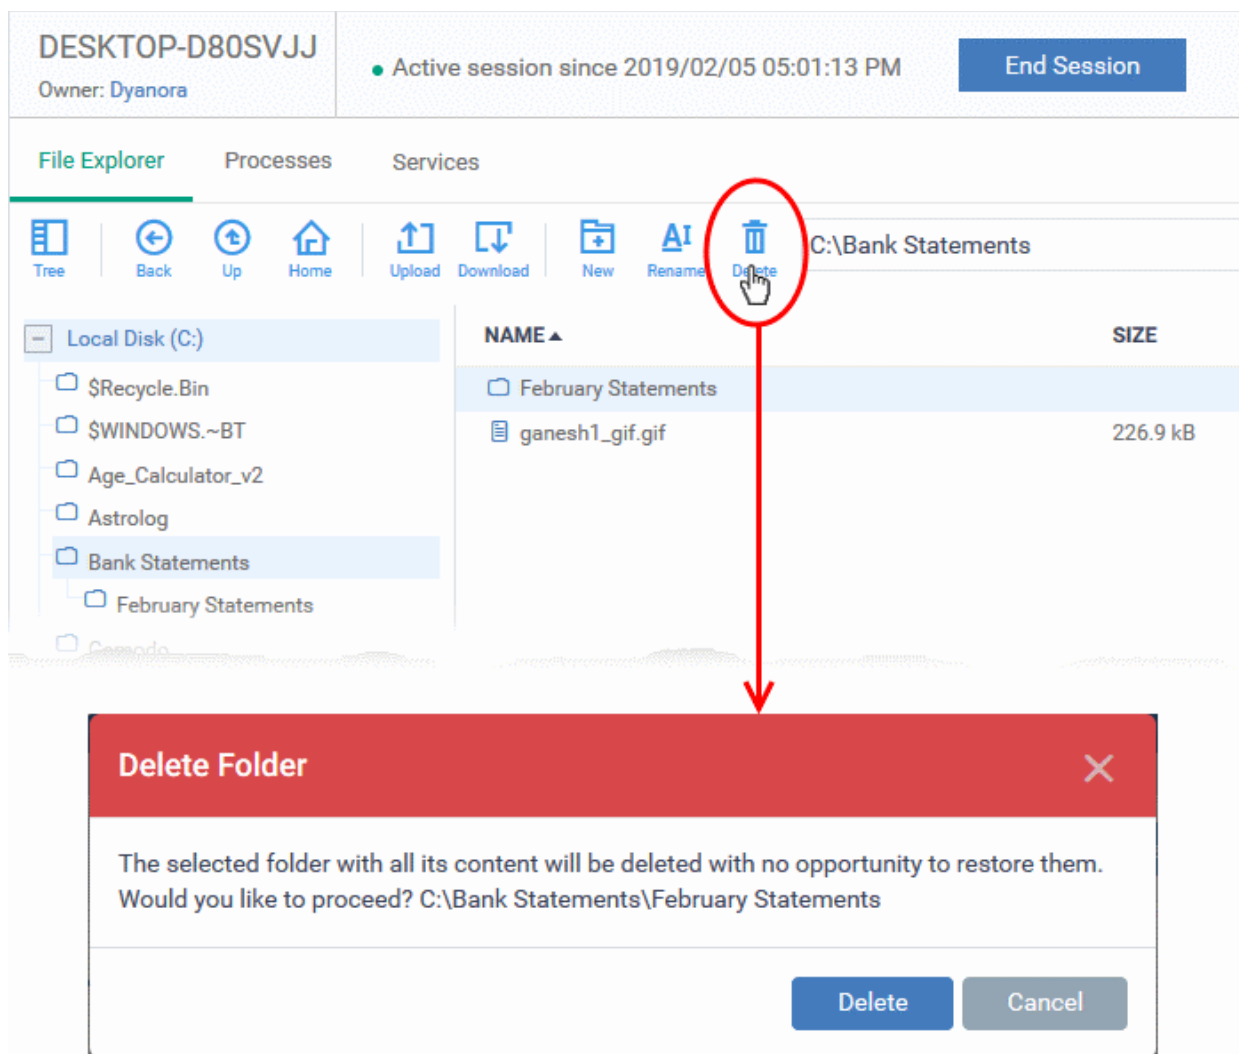 DESKTOP-D80SVJJ
Owner: Dyanora
Active session since 2019/02/05 05:01:13 PM
End Session
File Explorer Processes Services
Tree Back Up Home Upload Download New Rename Delete
C:\Bank Statements
Local Disk (C:)
$Recycle.Bin
$WINDOWS.~BT
Age_Calculator_v2
Astrolog
Bank Statements
February Statements
Comodo
NAME SIZE
February Statements
ganesh1_gif.gif 226.9 kB
Delete Folder
The selected folder with all its content will be deleted with no opportunity to restore them.
Would you like to proceed? C:\Bank Statements\February Statements
Delete Cancel